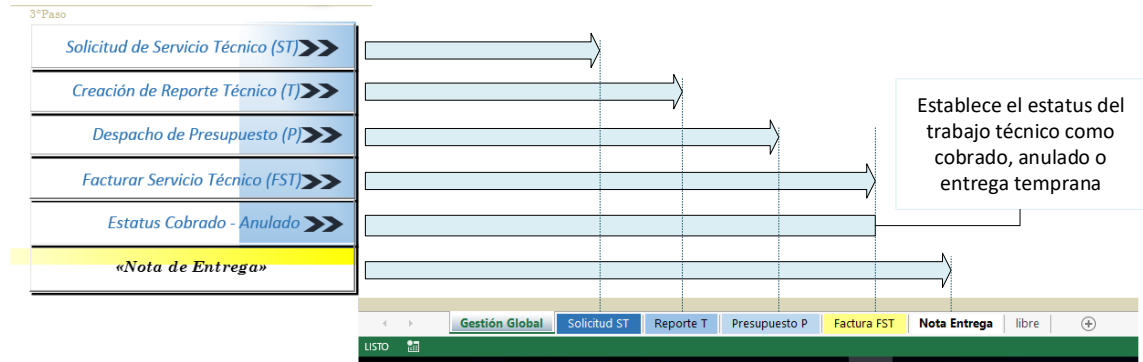 3°Paso
Solicitud de Servicio Técnico (ST)
Creación de Reporte Técnico (T)
Despacho de Presupuesto (P)
Facturar Servicio Técnico (FST)
Estatus Cobrado - Anulado
«Nota de Entrega»
Establece el estatus del
trabajo técnico como
cobrado, anulado o
entrega temprana
Gestión Global Solicitud ST Reporte T Presupuesto P Factura FST Nota Entrega libre
LISTO